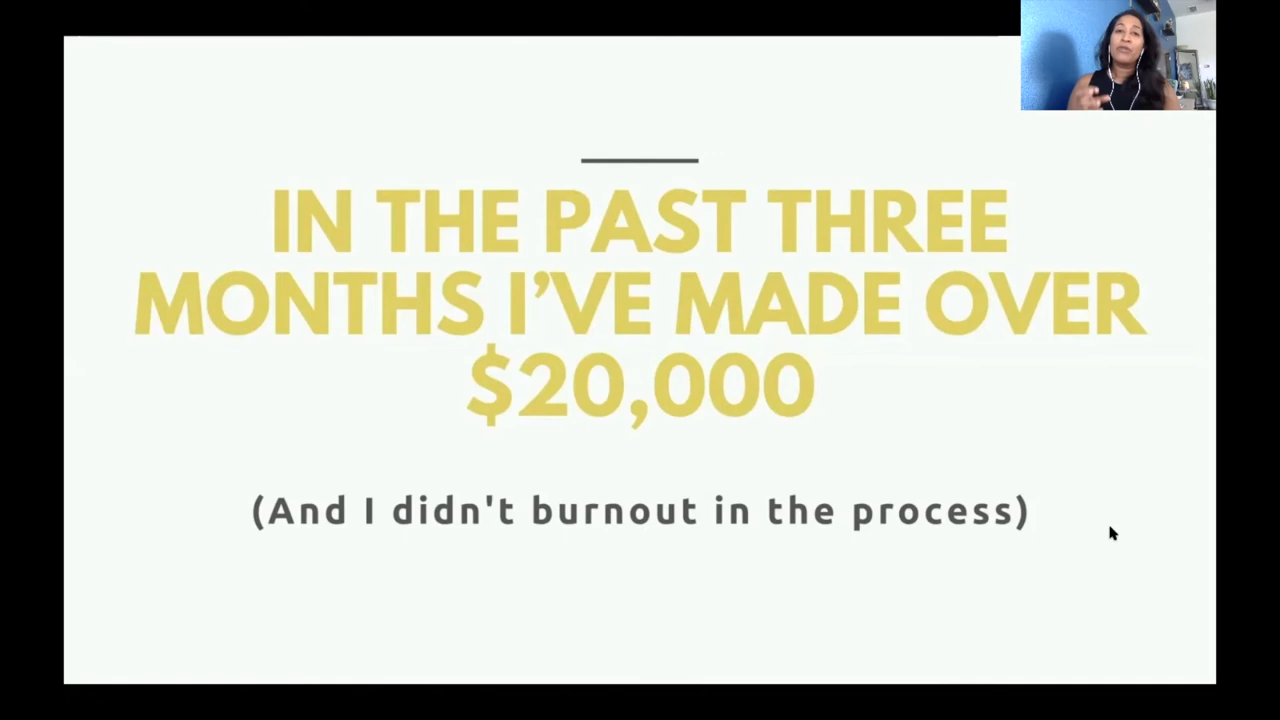 IN THE PAST THREE
MONTHS I’VE MADE OVER
$20,000
(And I didn't burnout in the process)